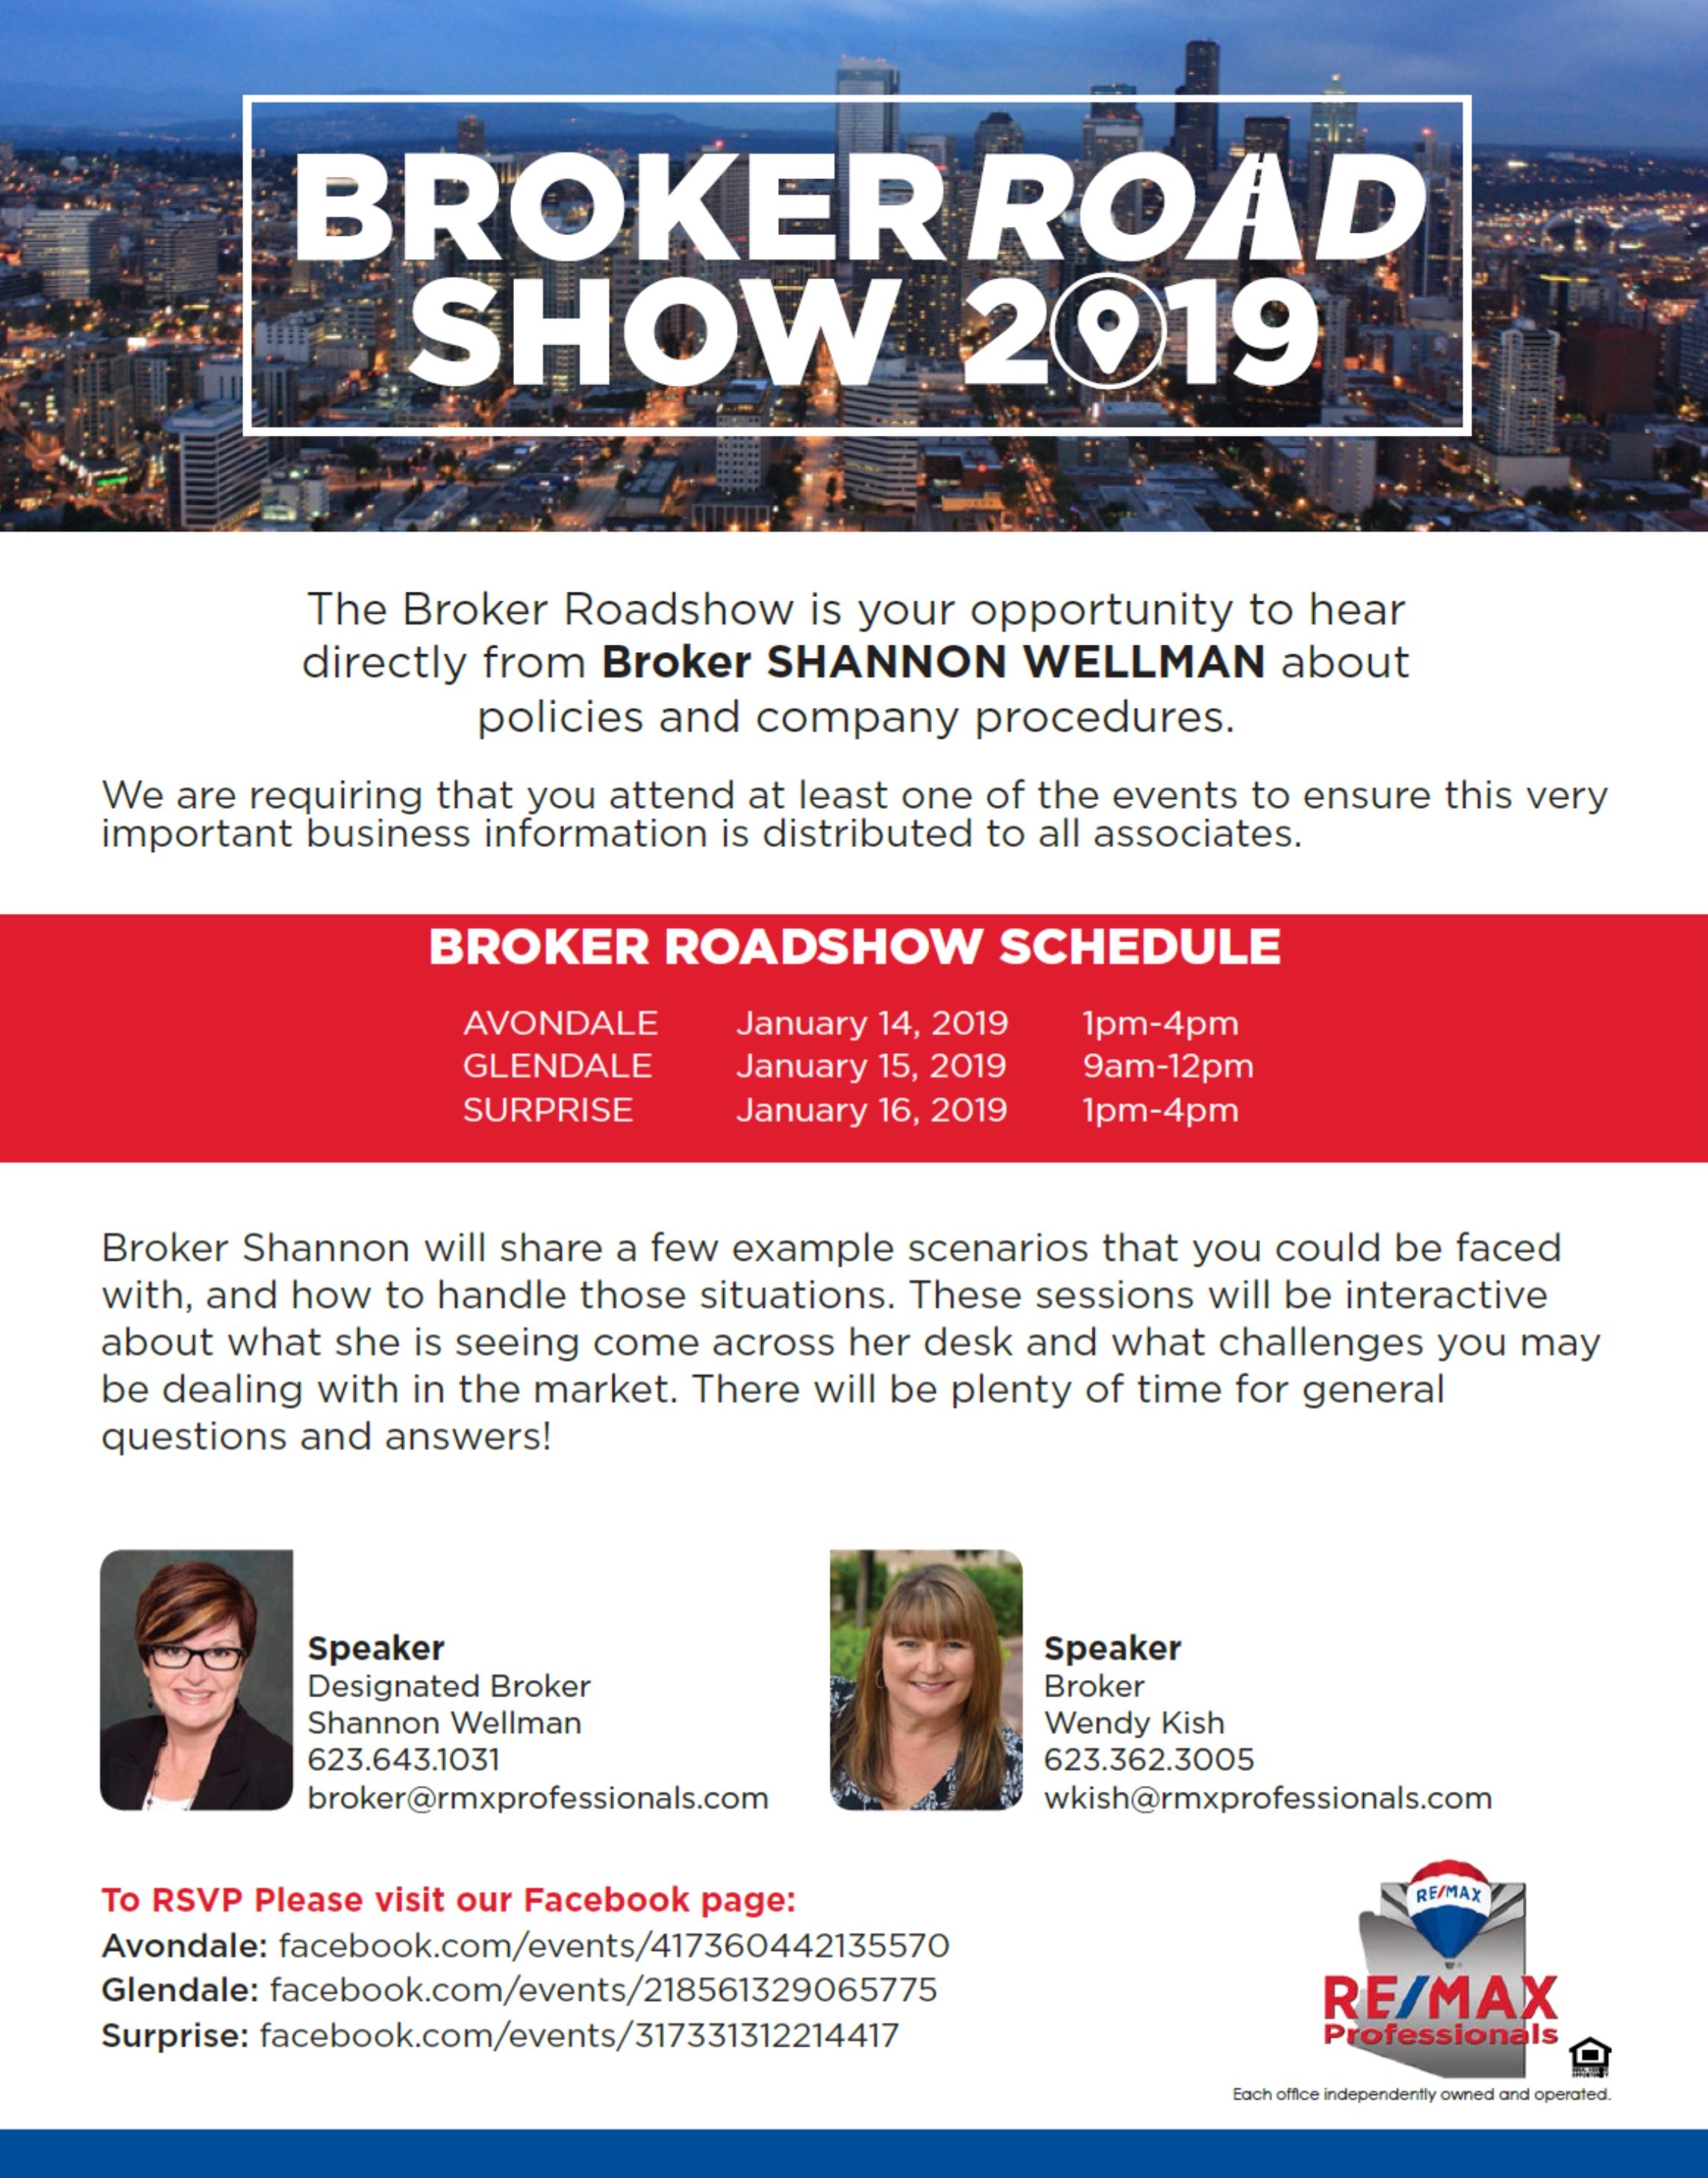 BROKER ROAD
SHOW 2019
The Broker Roadshow is your opportunity to hear
directly from Broker SHANNON WELLMAN about
policies and company procedures.
We are requiring that you attend at least one of the events to ensure this very
important business information is distributed to all associates.
BROKER ROADSHOW SCHEDULE
AVONDALE January 14, 2019 1pm-4pm
GLENDALE January 15, 2019 9am-12pm
SURPRISE January 16, 2019 1pm-4pm
Broker Shannon will share a few example scenarios that you could be faced
with, and how to handle those situations. These sessions will be interactive
about what she is seeing come across her desk and what challenges you may
be dealing with in the market. There will be plenty of time for general
questions and answers!
Speaker
Designated Broker
Shannon Wellman
623.643.1031
broker@rmxprofessionals.com
Speaker
Broker
Wendy Kish
623.362.3005
wkish@rmxprofessionals.com
To RSVP Please visit our Facebook page:
Avondale: facebook.com/events/417360442135570
Glendale: facebook.com/events/218561329065775
Surprise: facebook.com/events/317331312214417
RE/MAX
RE/MAX
Professionals
Each office independently owned and operated.